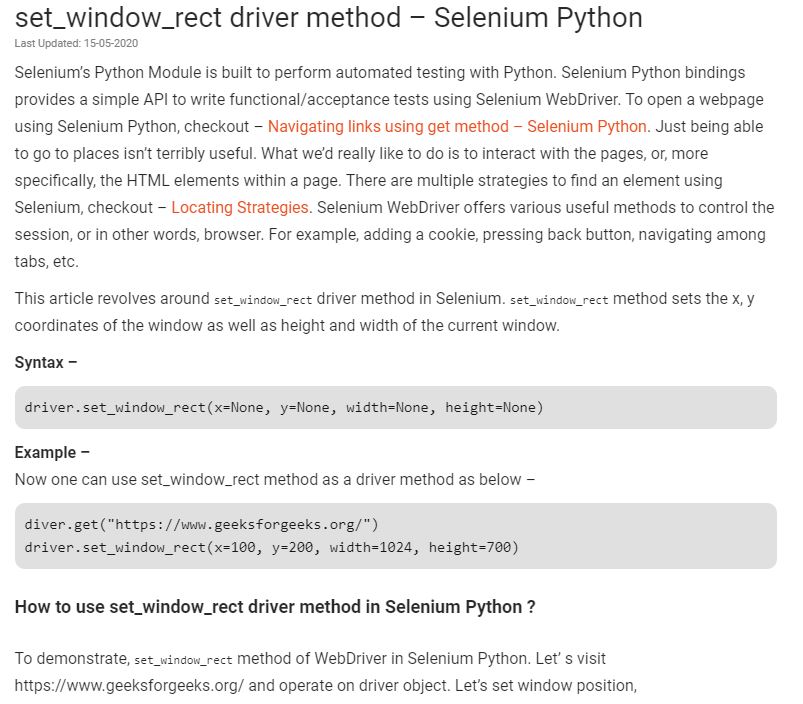 set_window_rect driver method – Selenium Python
Last Updated: 15-05-2020
Selenium’s Python Module is built to perform automated testing with Python. Selenium Python bindings
provides a simple API to write functional/acceptance tests using Selenium WebDriver. To open a webpage
using Selenium Python, checkout – Navigating links using get method – Selenium Python. Just being able
to go to places isn’t terribly useful. What we’d really like to do is to interact with the pages, or, more
specifically, the HTML elements within a page. There are multiple strategies to find an element using
Selenium, checkout – Locating Strategies. Selenium WebDriver offers various useful methods to control the
session, or in other words, browser. For example, adding a cookie, pressing back button, navigating among
tabs, etc.
This article revolves around set_window_rect driver method in Selenium. set_window_rect method sets the x, y
coordinates of the window as well as height and width of the current window.
Syntax –
driver.set_window_rect(x=None, y=None, width=None, height=None)
Example –
Now one can use set_window_rect method as a driver method as below –
diver.get("https://www.geeksforgeeks.org/")
driver.set_window_rect(x=100, y=200, width=1024, height=700)
How to use set_window_rect driver method in Selenium Python ?
To demonstrate, set_window_rect method of WebDriver in Selenium Python. Let’ s visit
https://www.geeksforgeeks.org/ and operate on driver object. Let’s set window position,